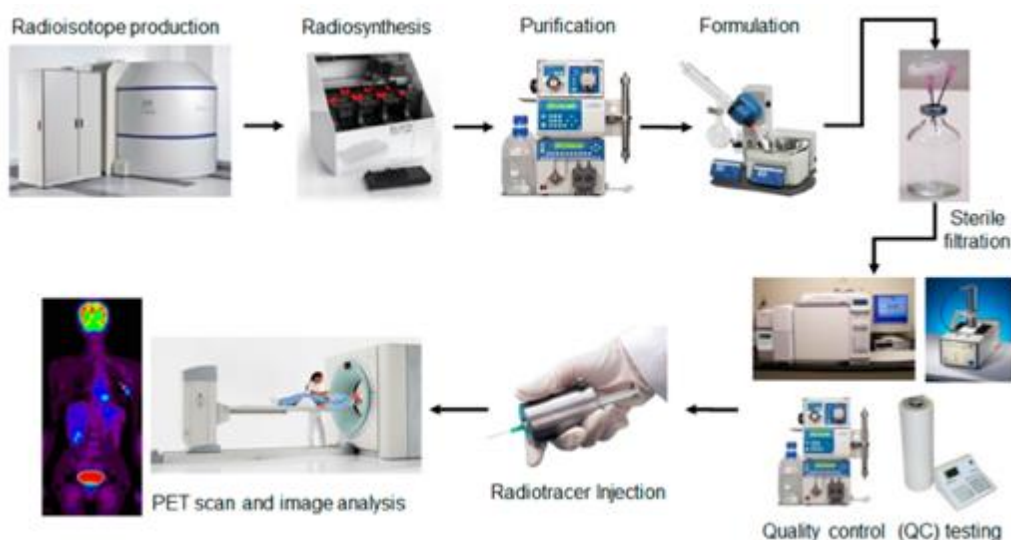 Radioisotope production
Radiosynthesis
Purification
Formulation
Sterile
filtration
PET scan and image analysis
Radiotracer Injection
Quality control (QC) testing